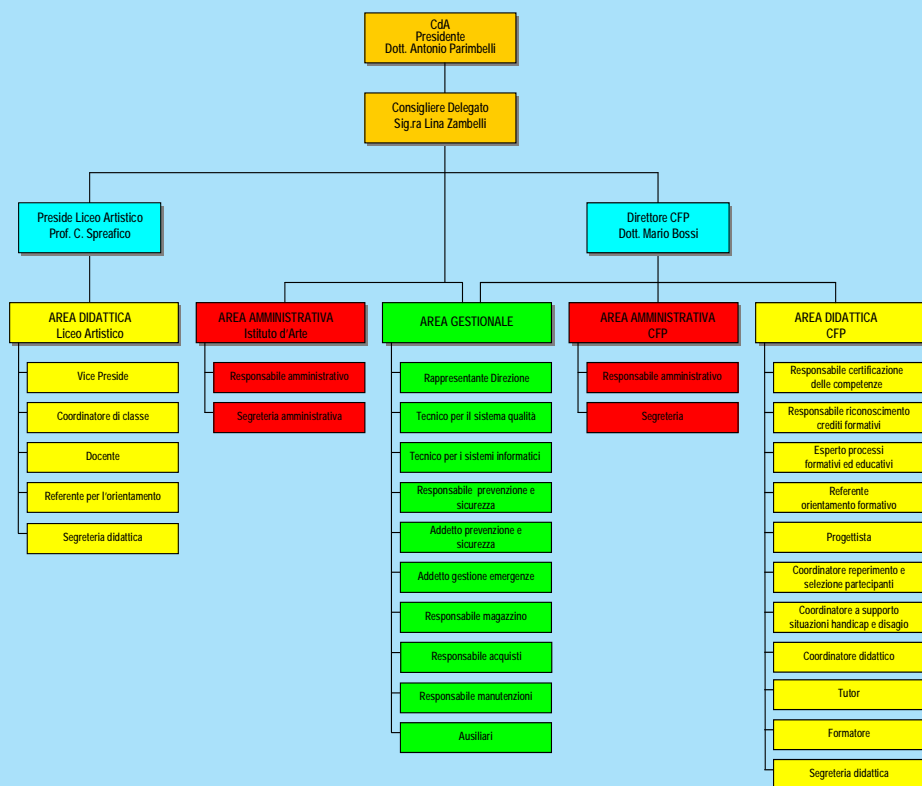 CdA
Presidente
Dott. Antonio Parimbelli
Consigliere Delegato
Sig.ra Lina Zambelli
Preside Liceo Artistico
Prof. C. Spreafico
Direttore CFP
Dott. Mario Bossi
AREA DIDATTICA
Liceo Artistico
Vice Preside
Coordinatore di classe
Docente
Referente per l'orientamento
Segreteria didattica
AREA AMMINISTRATIVA
Istituto d'Arte
Responsabile amministrativo
Segreteria amministrativa
AREA GESTIONALE
Rappresentante Direzione
Tecnico per il sistema qualità
Tecnico per i sistemi informatici
Responsabile prevenzione e
sicurezza
Addetto prevenzione e
sicurezza
Addetto gestione emergenze
Responsabile magazzino
Responsabile acquisti
Responsabile manutenzioni
Ausiliari
AREA AMMINISTRATIVA
CFP
Responsabile amministrativo
Segreteria
AREA DIDATTICA
CFP
Responsabile certificazione
delle competenze
Responsabile riconoscimento
crediti formativi
Esperto processi
formativi ed educativi
Referente
orientamento formativo
Progettista
Coordinatore reperimento e
selezione partecipanti
Coordinatore a supporto
situazioni handicap e disagio
Coordinatore didattico
Tutor
Formatore
Segreteria didattica